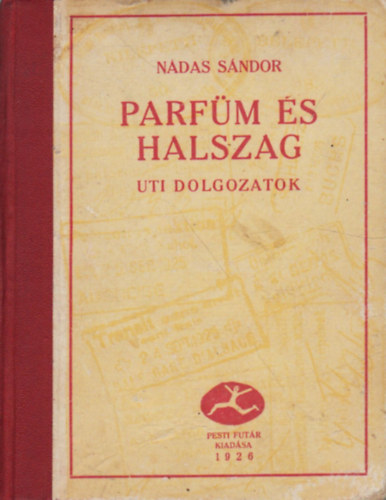 NÁDAS SÁNDOR
PARFÜM ÉS
HALSZAG
UTI DOLGOZATOK
PESTI FUTÁR
KIADÁSA
1926